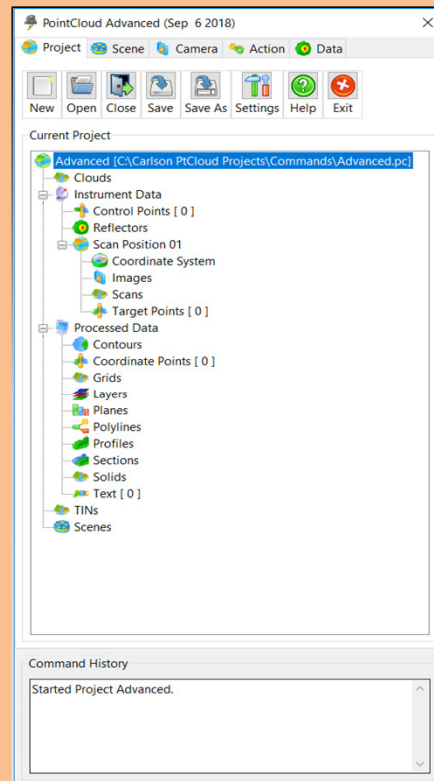 PointCloud Advanced (Sep 6 2018)
Project Scene Camera Action Data
New Open Close Save Save As Settings Help Exit
Current Project
Advanced [C:\Carlson PtCloud Projects\Commands\Advanced.pc]
Clouds
Instrument Data
Control Points [ 0 ]
Reflectors
Scan Position 01
Coordinate System
Images
Scans
Target Points [ 0 ]
Processed Data
Contours
Coordinate Points [ 0 ]
Grids
Layers
Planes
Polylines
Profiles
Sections
Solids
Text [ 0 ]
TINs
Scenes
Command History
Started Project Advanced.